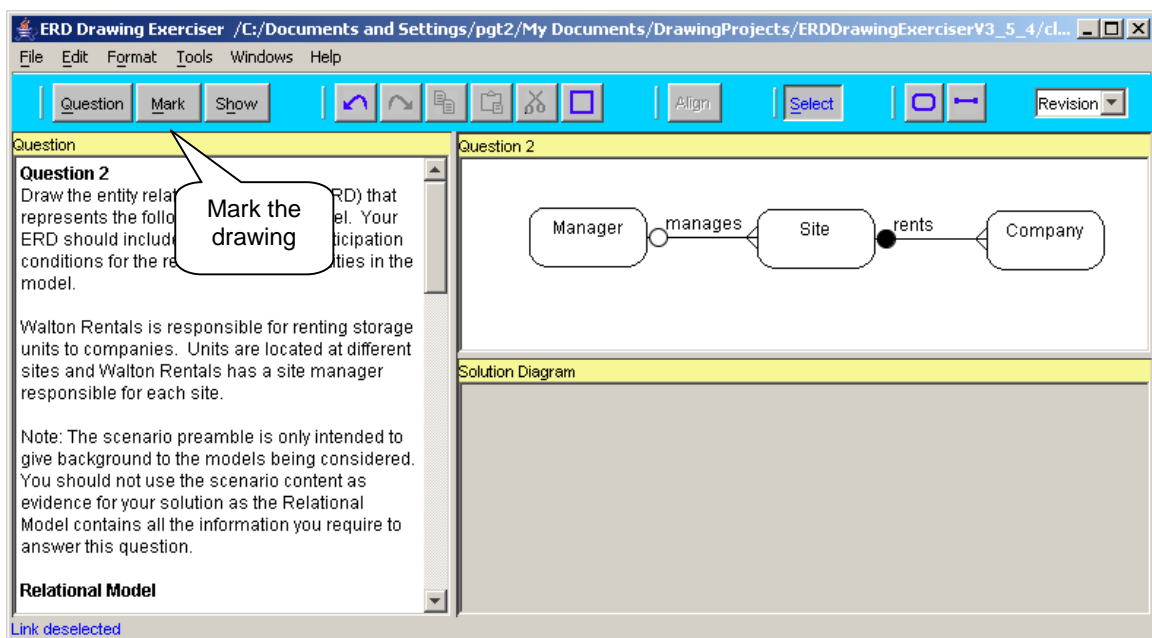 ERD Drawing Exerciser /C:/Documents and Settings/pgt2/My Documents/DrawingProjects/ERDDrawingExerciserV3_5_4/cl...
File Edit Format Tools Windows Help
Question Mark Show Align Select Revision
Question
Question 2
Draw the entity relat RD) that
represents the follo el. Your
ERD should include ticipation
conditions for the re ities in the
model.
Walton Rentals is responsible for renting storage
units to companies. Units are located at different
sites and Walton Rentals has a site manager
responsible for each site.
Note: The scenario preamble is only intended to
give background to the models being considered.
You should not use the scenario content as
evidence for your solution as the Relational
Model contains all the information you require to
answer this question.
Relational Model
Mark the
drawing
Question 2
Manager manages Site rents Company
Solution Diagram
Link deselected